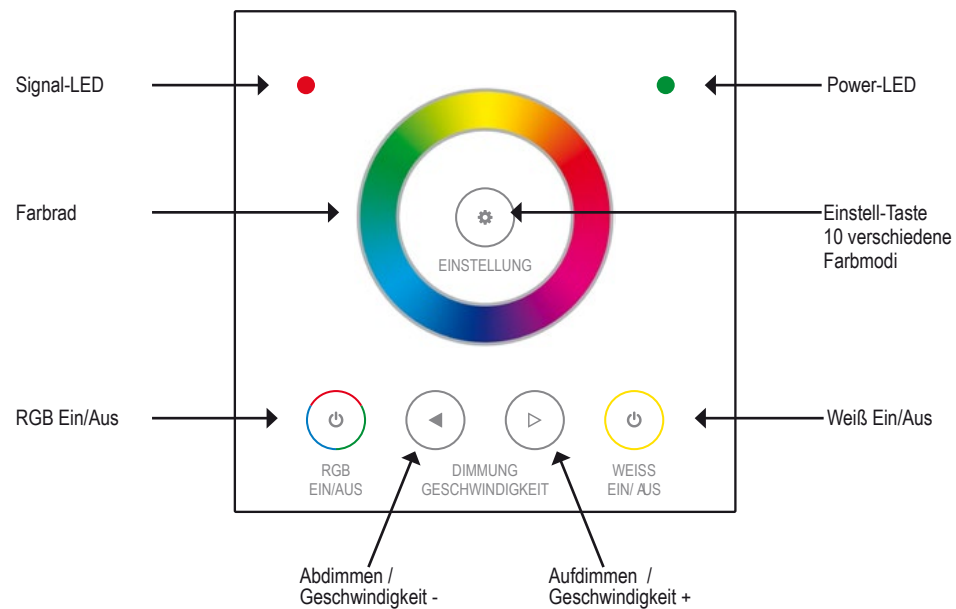 Signal-LED
Power-LED
Farbrad
Einstell-Taste
10 verschiedene
Farbmodi
EINSTELLUNG
RGB Ein/Aus
Weiß Ein/Aus
RGB
EIN/AUS
DIMMUNG
GESCHWINDIGKEIT
WEISS
EIN/ AUS
Abdimmen /
Geschwindigkeit -
Aufdimmen /
Geschwindigkeit +